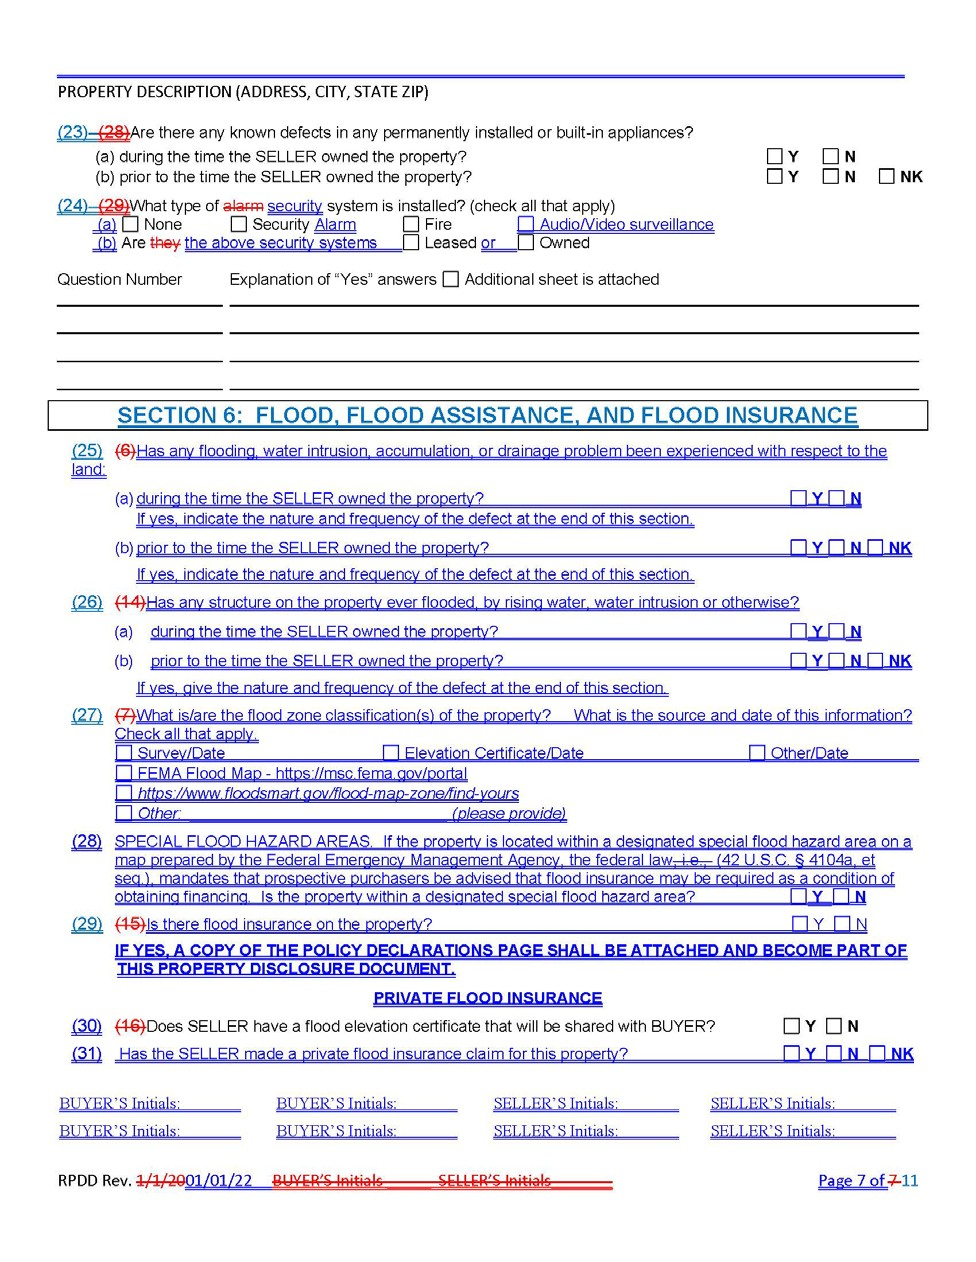 PROPERTY DESCRIPTION (ADDRESS, CITY, STATE ZIP)
(23) (28)Are there any known defects in any permanently installed or built-in appliances?
(a) during the time the SELLER owned the property? ☐ Y ☐ N
(b) prior to the time the SELLER owned the property? ☐ Y ☐ N ☐ NK
(24) (29)What type of alarm security system is installed? (check all that apply)
(a) ☐ None ☐ Security Alarm ☐ Fire ☐ Audio/Video surveillance
(b) Are they the above security systems ☐ Leased or ☐ Owned
Question Number Explanation of “Yes” answers ☐ Additional sheet is attached
SECTION 6: FLOOD, FLOOD ASSISTANCE, AND FLOOD INSURANCE
(25) (6)Has any flooding, water intrusion, accumulation, or drainage problem been experienced with respect to the
land:
(a) during the time the SELLER owned the property? ☐ Y ☐ N
If yes, indicate the nature and frequency of the defect at the end of this section.
(b) prior to the time the SELLER owned the property? ☐ Y ☐ N ☐ NK
If yes, indicate the nature and frequency of the defect at the end of this section.
(26) (14)Has any structure on the property ever flooded, by rising water, water intrusion or otherwise?
(a) during the time the SELLER owned the property? ☐ Y ☐ N
(b) prior to the time the SELLER owned the property? ☐ Y ☐ N ☐ NK
If yes, give the nature and frequency of the defect at the end of this section.
(27) (7)What is/are the flood zone classification(s) of the property? What is the source and date of this information?
Check all that apply.
☐ Survey/Date ☐ Elevation Certificate/Date ☐ Other/Date
☐ FEMA Flood Map - https://msc.fema.gov/portal
☐ https://www.floodsmart.gov/flood-map-zone/find-yours
☐ Other: ______________ (please provide)
(28) SPECIAL FLOOD HAZARD AREAS. If the property is located within a designated special flood hazard area on a
map prepared by the Federal Emergency Management Agency, the federal law, i.e., (42 U.S.C. § 4104a, et
seq.), mandates that prospective purchasers be advised that flood insurance may be required as a condition of
obtaining financing. Is the property within a designated special flood hazard area? ☐ Y ☐ N
(29) (15)Is there flood insurance on the property? ☐ Y ☐ N
IF YES, A COPY OF THE POLICY DECLARATIONS PAGE SHALL BE ATTACHED AND BECOME PART OF
THIS PROPERTY DISCLOSURE DOCUMENT.
PRIVATE FLOOD INSURANCE
(30) (16)Does SELLER have a flood elevation certificate that will be shared with BUYER? ☐ Y ☐ N
(31) Has the SELLER made a private flood insurance claim for this property? ☐ Y ☐ N ☐ NK
BUYER’S Initials: BUYER’S Initials: SELLER’S Initials: SELLER’S Initials:
BUYER’S Initials: BUYER’S Initials: SELLER’S Initials: SELLER’S Initials:
RPDD Rev. 1/1/2001/01/22 BUYER’S Initials SELLER’S Initials Page 7 of 7 11